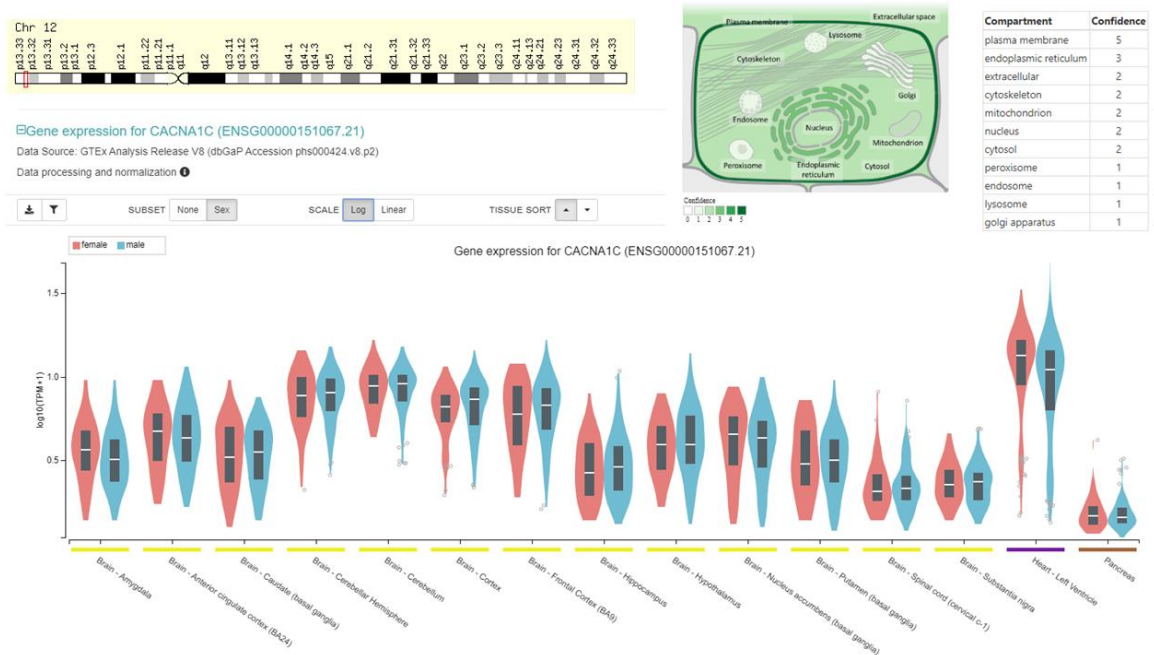 Chr 12
p13.33
p13.32
p13.31
p13.2
p13.1
p12.3
p12.1
p11.22
p11.21
p11.1
q11
q12
q13.11
q13.12
q13.13
q14.1
q14.2
q14.3
q15
q21.1
q21.2
q21.31
q21.32
q21.33
q22
q23.1
q23.2
q23.3
q24.11
q24.13
q24.21
q24.23
q24.31
q24.32
q24.33
Gene expression for CACNA1C (ENSG00000151067.21)
Data Source: GTEx Analysis Release V8 (dbGaP Accession phs000424.v8.p2)
Data processing and normalization
SUBSET None Sex SCALE Log Linear TISSUE SORT
Plasma membrane
Extracellular space
Lysosome
Cytoskeleton
Golgi
Endosome
Nucleus
Mitochondrion
Peroxisome
Endoplasmic
reticulum
Cytosol
Confidence
0 1 2 3 4 5
Compartment Confidence
plasma membrane 5
endoplasmic reticulum 3
extracellular 2
cytoskeleton 2
mitochondrion 2
nucleus 2
cytosol 2
peroxisome 1
endosome 1
lysosome 1
golgi apparatus 1
female male
Gene expression for CACNA1C (ENSG00000151067.21)
log10(TPM+1)
1.5
1.0
0.5
Brain - Amygdala
Brain - Anterior cingulate cortex (BA24)
Brain - Caudate (basal ganglia)
Brain - Cerebellar Hemisphere
Brain - Cerebellum
Brain - Cortex
Brain - Frontal Cortex (BA9)
Brain - Hippocampus
Brain - Hypothalamus
Brain - Nucleus accumbens (basal ganglia)
Brain - Putamen (basal ganglia)
Brain - Spinal cord (cervical c-1)
Brain - Substantia nigra
Heart - Left Ventricle
Pancreas